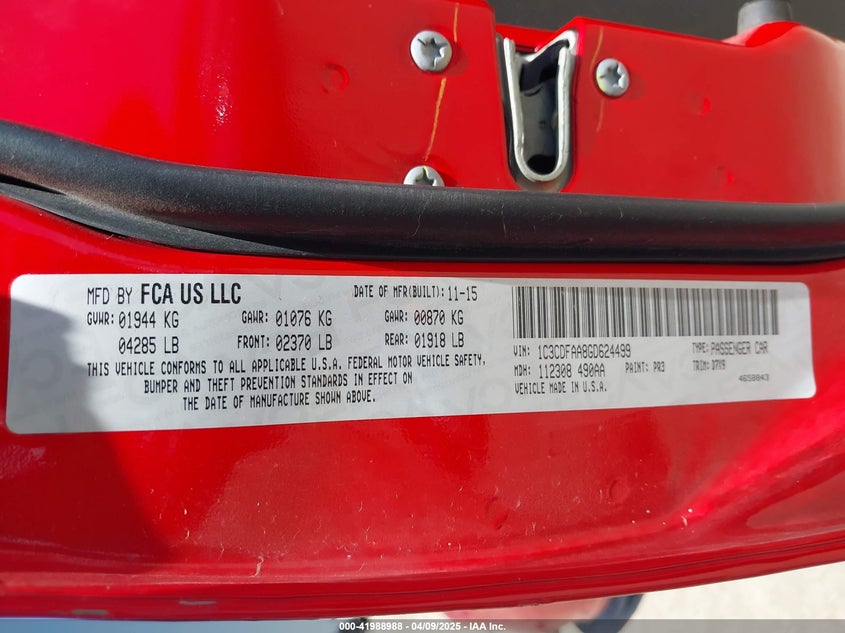 MFD BY FCA US LLC DATE OF MFR(BUILT): 11-15
GVWR: 01944 KG GAWR: 01076 KG GAWR: 00870 KG
04285 LB FRONT: 02370 LB REAR: 01918 LB
THIS VEHICLE CONFORMS TO ALL APPLICABLE U.S.A. FEDERAL MOTOR VEHICLE SAFETY,
BUMPER AND THEFT PREVENTION STANDARDS IN EFFECT ON
THE DATE OF MANUFACTURE SHOWN ABOVE.
VIN: 1C3CDFAA8GD624499 TYPE: PASSENGER CAR
MDH: 112308 490AA PAINT: PR3 TRIM: D7X9
VEHICLE MADE IN U.S.A. 4658843
000-41988988 - 04/09/2025 - IAA Inc.